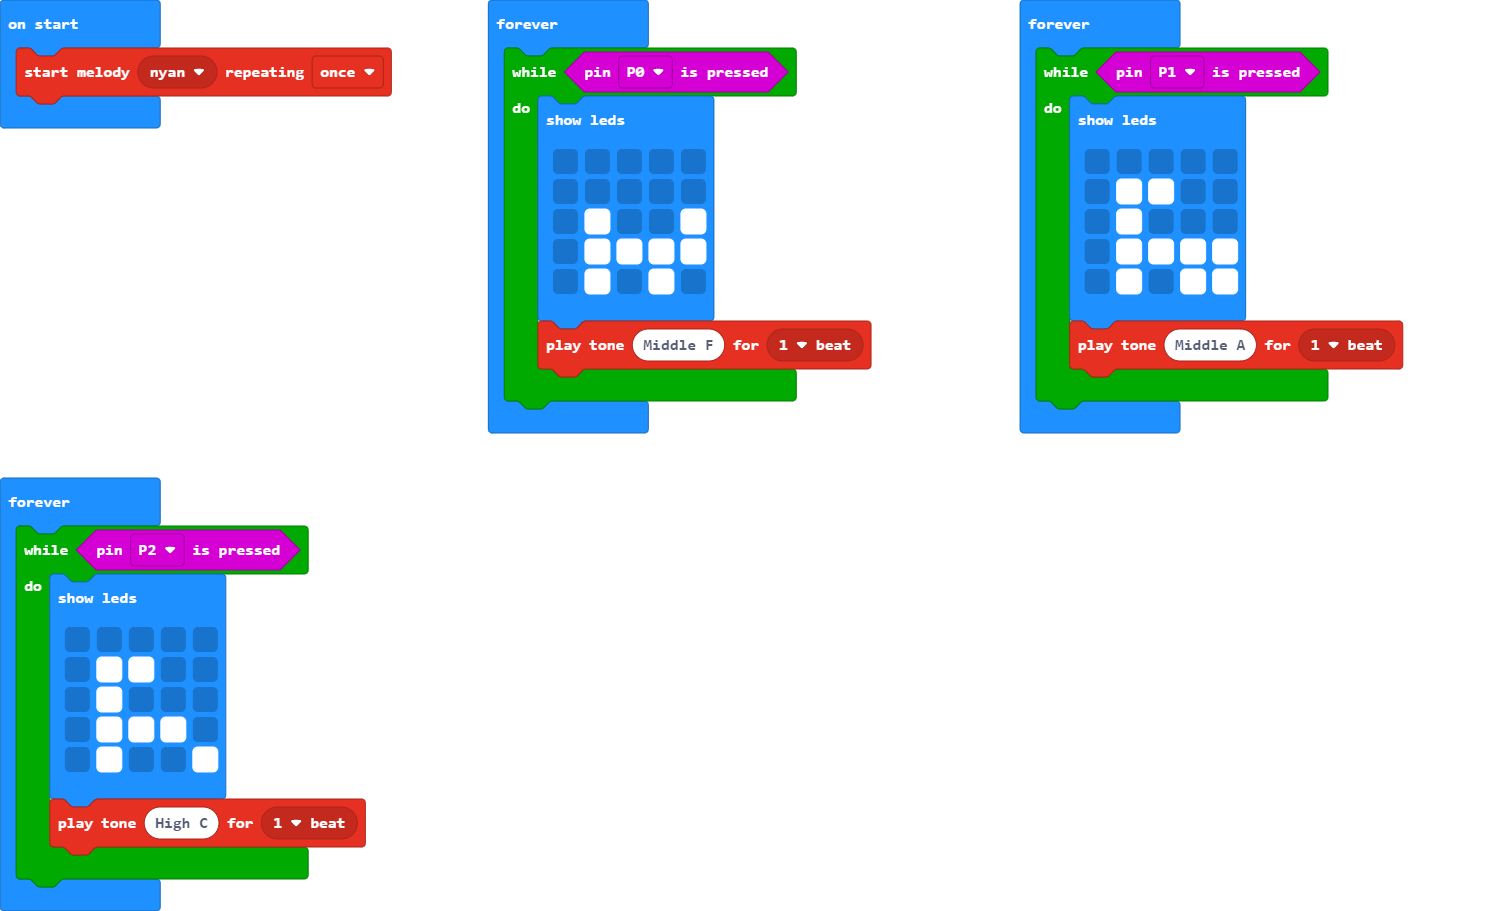 on start
start melody nyan repeating once
forever
while pin P0 is pressed
do
show leds
play tone Middle F for 1 beat
forever
while pin P1 is pressed
do
show leds
play tone Middle A for 1 beat
forever
while pin P2 is pressed
do
show leds
play tone High C for 1 beat